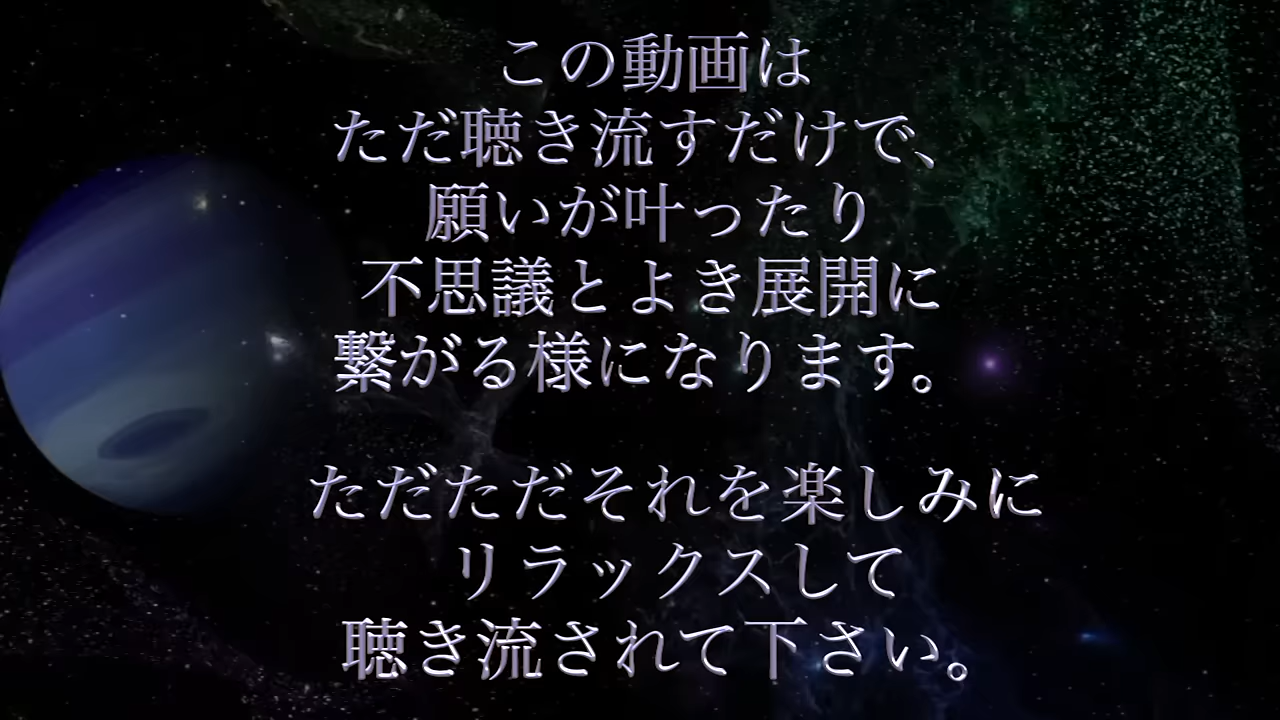 この動画は
ただ聴き流すだけで、
願いが叶ったり
不思議とよき展開に
繋がる様になります。
ただただそれを楽しみに
リラックスして
聴き流されて下さい。